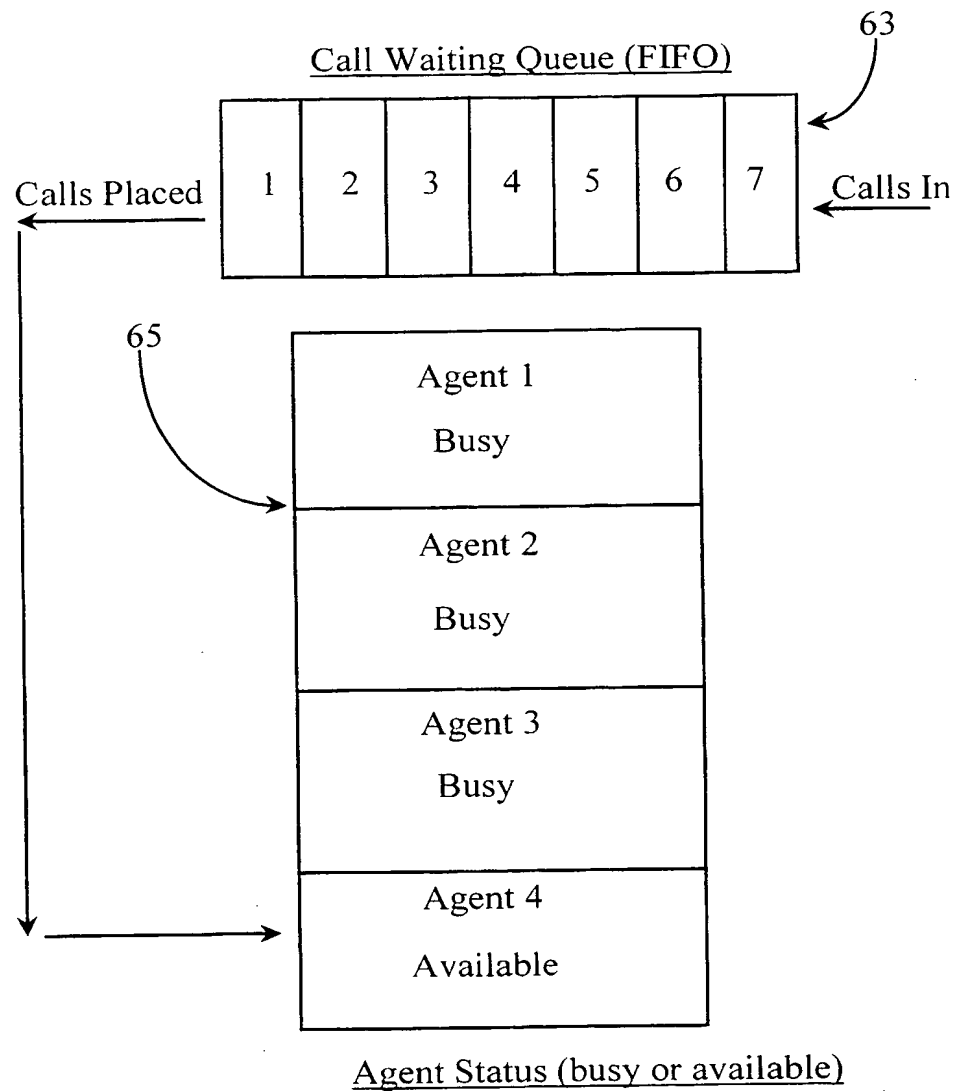 63
Call Waiting Queue (FIFO)
1 2 3 4 5 6 7
Calls Placed
Calls In
65
Agent 1
Busy
Agent 2
Busy
Agent 3
Busy
Agent 4
Available
Agent Status (busy or available)